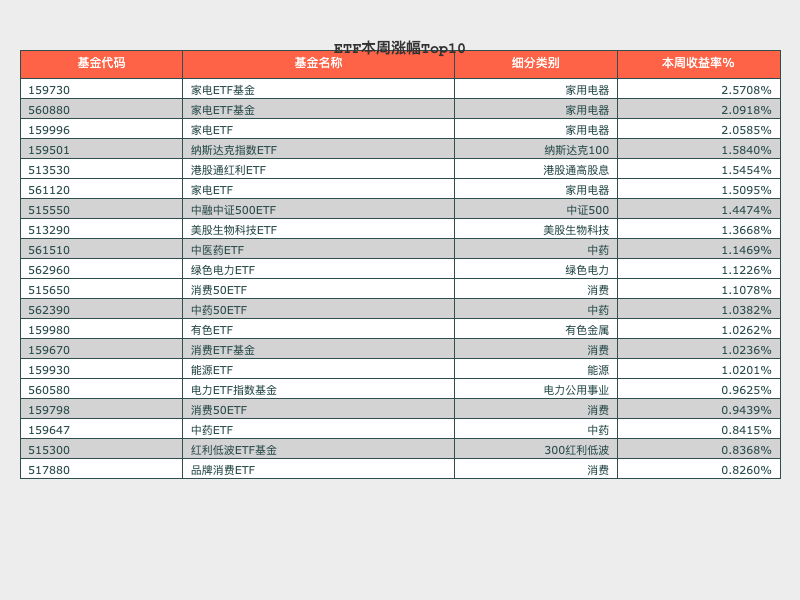 ETF本周涨幅Top10
基金代码 基金名称 细分类别 本周收益率%
159730 家电ETF基金 家用电器 2.5708%
560880 家电ETF基金 家用电器 2.0918%
159996 家电ETF 家用电器 2.0585%
159501 纳斯达克指数ETF 纳斯达克100 1.5840%
513530 港股通红利ETF 港股通高股息 1.5454%
561120 家电ETF 家用电器 1.5095%
515550 中融中证500ETF 中证500 1.4474%
513290 美股生物科技ETF 美股生物科技 1.3668%
561510 中医药ETF 中药 1.1469%
562960 绿色电力ETF 绿色电力 1.1226%
515650 消费50ETF 消费 1.1078%
562390 中药50ETF 中药 1.0382%
159980 有色ETF 有色金属 1.0262%
159670 消费ETF基金 消费 1.0236%
159930 能源ETF 能源 1.0201%
560580 电力ETF指数基金 电力公用事业 0.9625%
159798 消费50ETF 消费 0.9439%
159647 中药ETF 中药 0.8415%
515300 红利低波ETF基金 300红利低波 0.8368%
517880 品牌消费ETF 消费 0.8260%